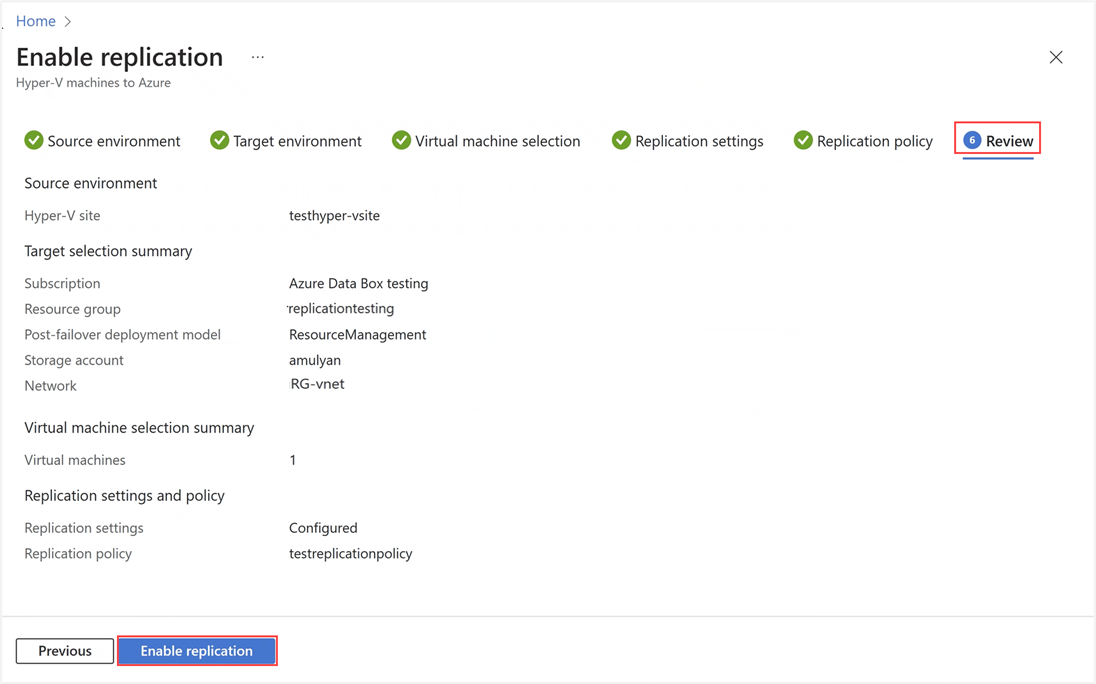 Home >
Enable replication ...
Hyper-V machines to Azure
Source environment Target environment Virtual machine selection Replication settings Replication policy 6 Review
Source environment
Hyper-V site testhyper-vsite
Target selection summary
Subscription Azure Data Box testing
Resource group rreplicationtesting
Post-failover deployment model ResourceManagement
Storage account amulyan
Network RG-vnet
Virtual machine selection summary
Virtual machines 1
Replication settings and policy
Replication settings Configured
Replication policy testreplicationpolicy
Previous Enable replication